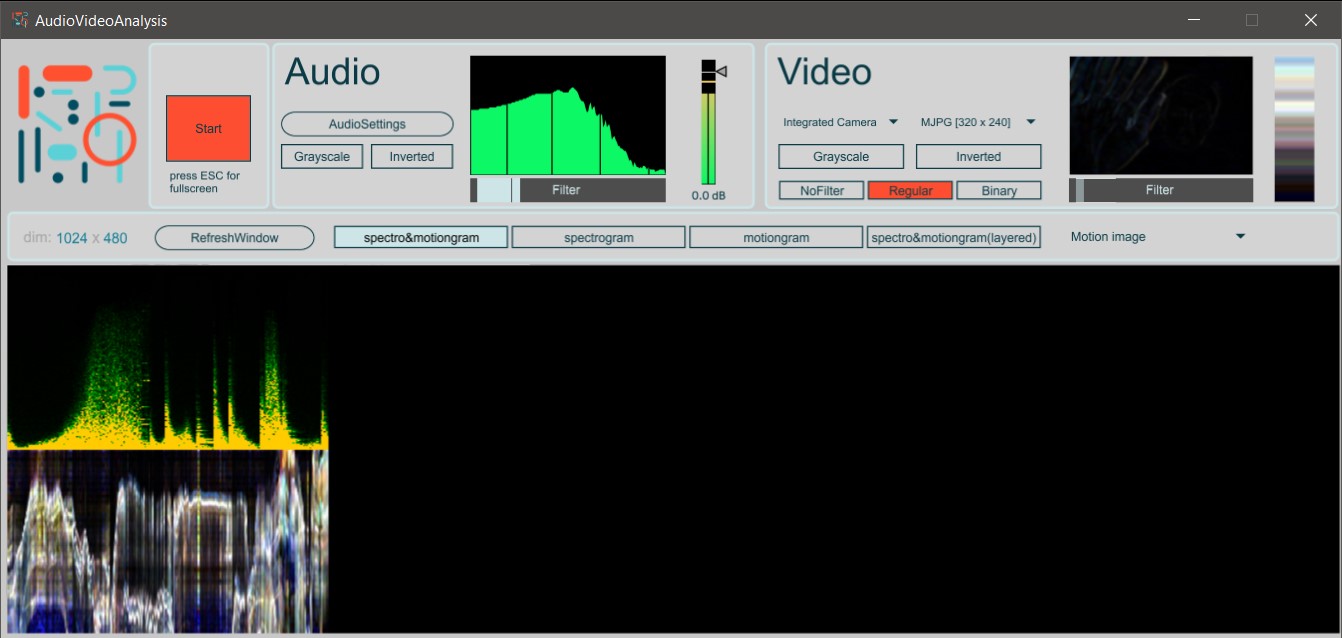 AudioVideoAnalysis
Start
press ESC for
fullscreen
Audio
AudioSettings
Grayscale
Inverted
Filter
0.0 dB
Video
Integrated Camera
MJPG [320 x 240]
Grayscale
Inverted
NoFilter
Regular
Binary
Filter
dim: 1024 x 480
RefreshWindow
spectro&motiongram
spectrogram
motiongram
spectro&motiongram(layered)
Motion image